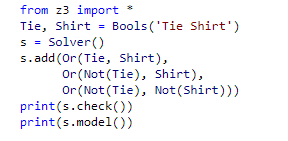 from z3 import *
Tie, Shirt = Bools('Tie Shirt')
s = Solver()
s.add(Or(Tie, Shirt),
      Or(Not(Tie), Shirt),
      Or(Not(Tie), Not(Shirt)))
print(s.check())
print(s.model())